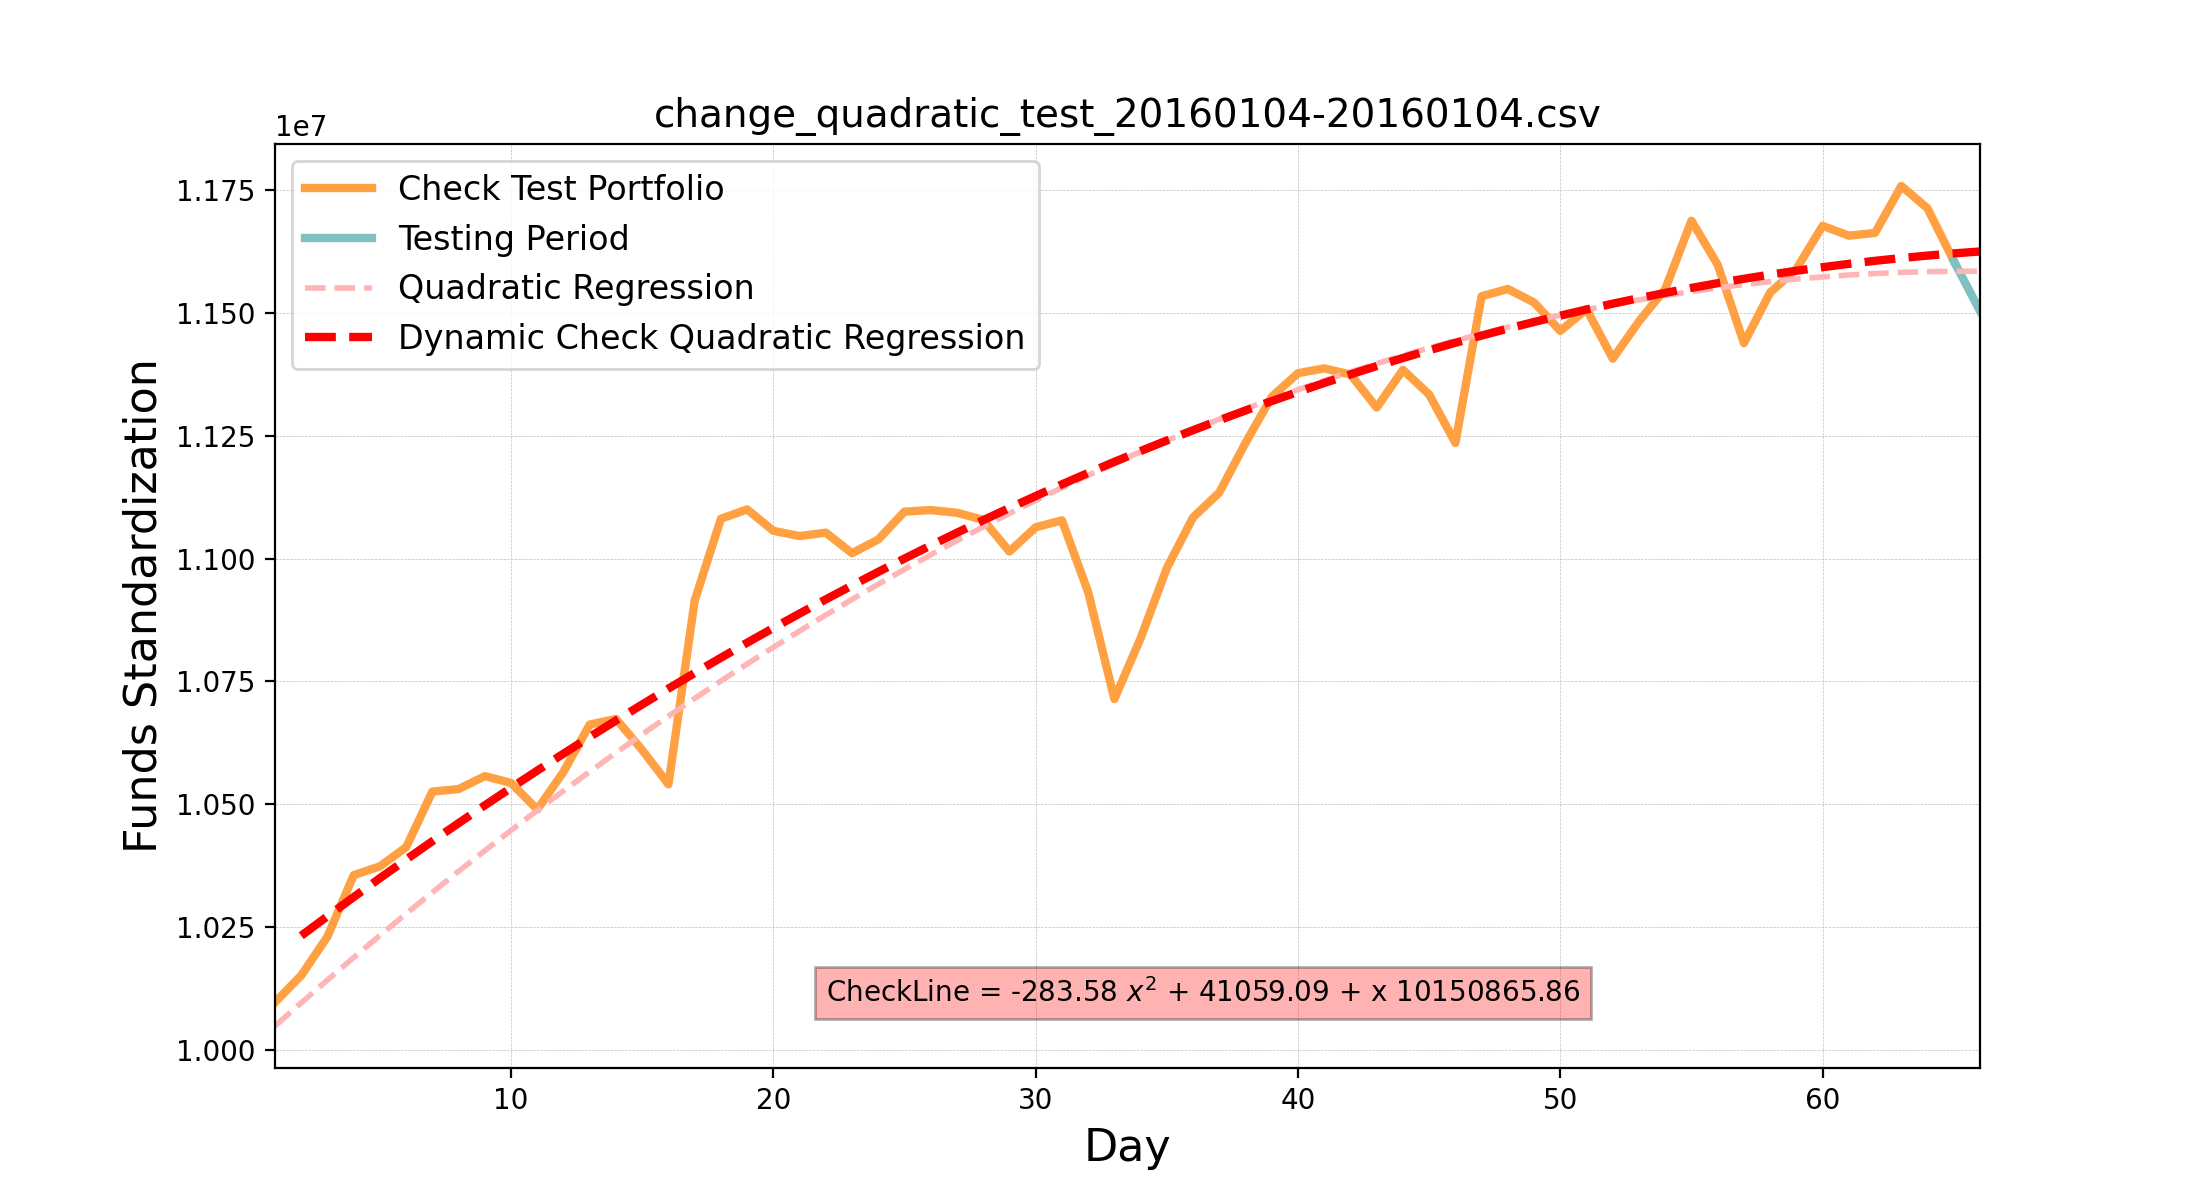 change_quadratic_test_20160104-20160104.csv
1e7
Check Test Portfolio
Testing Period
Quadratic Regression
Dynamic Check Quadratic Regression
1.175
1.150
1.125
1.100
1.075
1.050
1.025
1.000
Funds Standardization
CheckLine = -283.58 x² + 41059.09 + x 10150865.86
10 20 30 40 50 60
Day